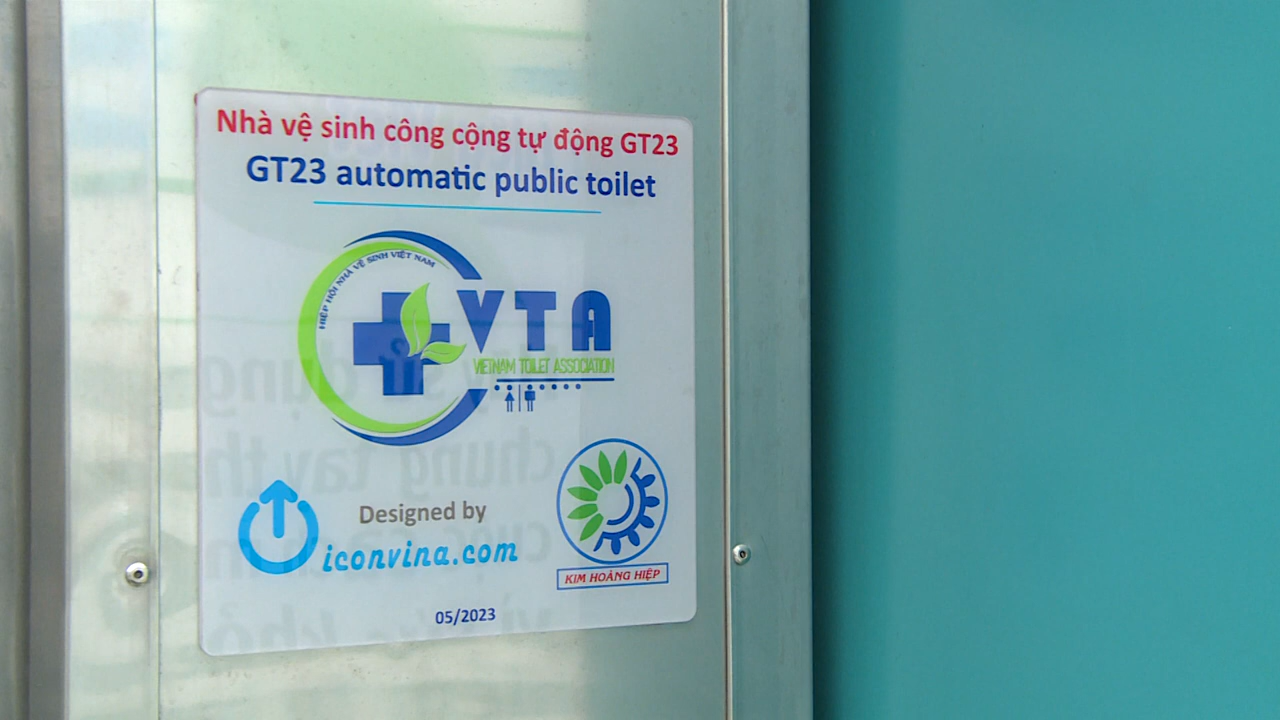 Nhà vệ sinh công cộng tự động GT23
GT23 automatic public toilet
HIỆP HỘI NHÀ VỆ SINH VIỆT NAM
VTA
VIETNAM TOILET ASSOCIATION
Designed by
iconvina.com
KIM HOÀNG HIỆP
05/2023